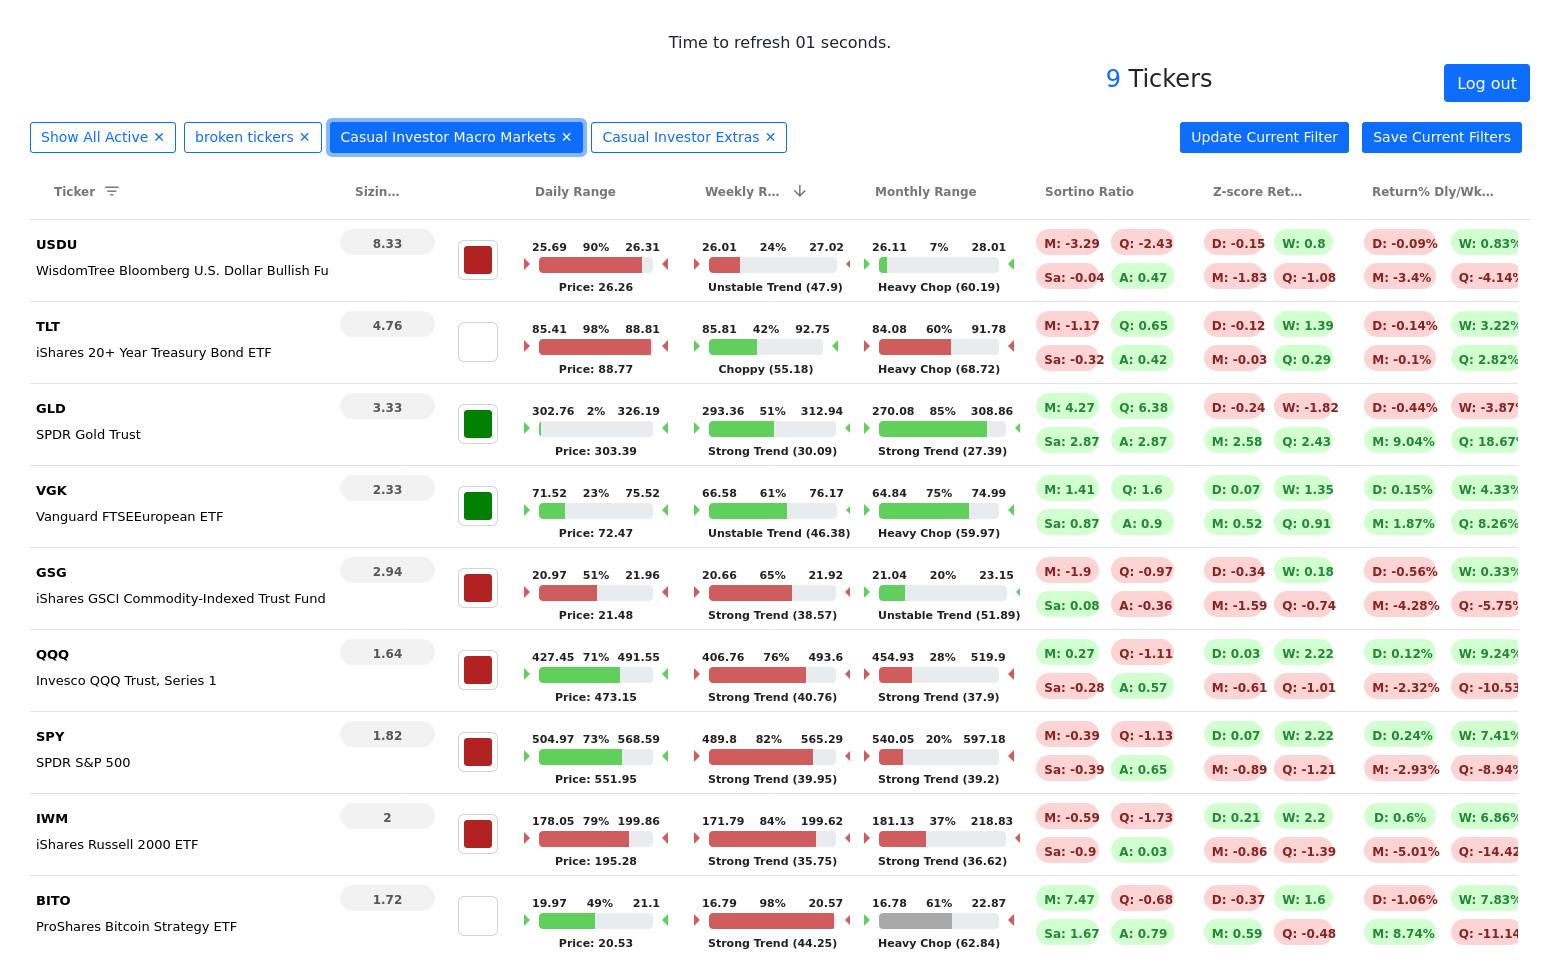 Time to refresh 01 seconds.
9 Tickers
Log out
Show All Active ✕ broken tickers ✕ Casual Investor Macro Markets ✕ Casual Investor Extras ✕ Update Current Filter Save Current Filters
Ticker Sizin... Daily Range Weekly R... Monthly Range Sortino Ratio Z-score Ret... Return% Dly/Wk...
USDU 8.33 25.69 90% 26.31 26.01 24% 27.02 26.11 7% 28.01 M: -3.29 Q: -2.43 D: -0.15 W: 0.8 D: -0.09% W: 0.83%
WisdomTree Bloomberg U.S. Dollar Bullish Fu Price: 26.26 Unstable Trend (47.9) Heavy Chop (60.19) Sa: -0.04 A: 0.47 M: -1.83 Q: -1.08 M: -3.4% Q: -4.14%
TLT 4.76 85.41 98% 88.81 85.81 42% 92.75 84.08 60% 91.78 M: -1.17 Q: 0.65 D: -0.12 W: 1.39 D: -0.14% W: 3.22%
iShares 20+ Year Treasury Bond ETF Price: 88.77 Choppy (55.18) Heavy Chop (68.72) Sa: -0.32 A: 0.42 M: -0.03 Q: 0.29 M: -0.1% Q: 2.82%
GLD 3.33 302.76 2% 326.19 293.36 51% 312.94 270.08 85% 308.86 M: 4.27 Q: 6.38 D: -0.24 W: -1.82 D: -0.44% W: -3.87%
SPDR Gold Trust Price: 303.39 Strong Trend (30.09) Strong Trend (27.39) Sa: 2.87 A: 2.87 M: 2.58 Q: 2.43 M: 9.04% Q: 18.67%
VGK 2.33 71.52 23% 75.52 66.58 61% 76.17 64.84 75% 74.99 M: 1.41 Q: 1.6 D: 0.07 W: 1.35 D: 0.15% W: 4.33%
Vanguard FTSEEuropean ETF Price: 72.47 Unstable Trend (46.38) Heavy Chop (59.97) Sa: 0.87 A: 0.9 M: 0.52 Q: 0.91 M: 1.87% Q: 8.26%
GSG 2.94 20.97 51% 21.96 20.66 65% 21.92 21.04 20% 23.15 M: -1.9 Q: -0.97 D: -0.34 W: 0.18 D: -0.56% W: 0.33%
iShares GSCI Commodity-Indexed Trust Fund Price: 21.48 Strong Trend (38.57) Unstable Trend (51.89) Sa: 0.08 A: -0.36 M: -1.59 Q: -0.74 M: -4.28% Q: -5.75%
QQQ 1.64 427.45 71% 491.55 406.76 76% 493.6 454.93 28% 519.9 M: 0.27 Q: -1.11 D: 0.03 W: 2.22 D: 0.12% W: 9.24%
Invesco QQQ Trust, Series 1 Price: 473.15 Strong Trend (40.76) Strong Trend (37.9) Sa: -0.28 A: 0.57 M: -0.61 Q: -1.01 M: -2.32% Q: -10.53
SPY 1.82 504.97 73% 568.59 489.8 82% 565.29 540.05 20% 597.18 M: -0.39 Q: -1.13 D: 0.07 W: 2.22 D: 0.24% W: 7.41%
SPDR S&P 500 Price: 551.95 Strong Trend (39.95) Strong Trend (39.2) Sa: -0.39 A: 0.65 M: -0.89 Q: -1.21 M: -2.93% Q: -8.94%
IWM 2 178.05 79% 199.86 171.79 84% 199.62 181.13 37% 218.83 M: -0.59 Q: -1.73 D: 0.21 W: 2.2 D: 0.6% W: 6.86%
iShares Russell 2000 ETF Price: 195.28 Strong Trend (35.75) Strong Trend (36.62) Sa: -0.9 A: 0.03 M: -0.86 Q: -1.39 M: -5.01% Q: -14.42
BITO 1.72 19.97 49% 21.1 16.79 98% 20.57 16.78 61% 22.87 M: 7.47 Q: -0.68 D: -0.37 W: 1.6 D: -1.06% W: 7.83%
ProShares Bitcoin Strategy ETF Price: 20.53 Strong Trend (44.25) Heavy Chop (62.84) Sa: 1.67 A: 0.79 M: 0.59 Q: -0.48 M: 8.74% Q: -11.14